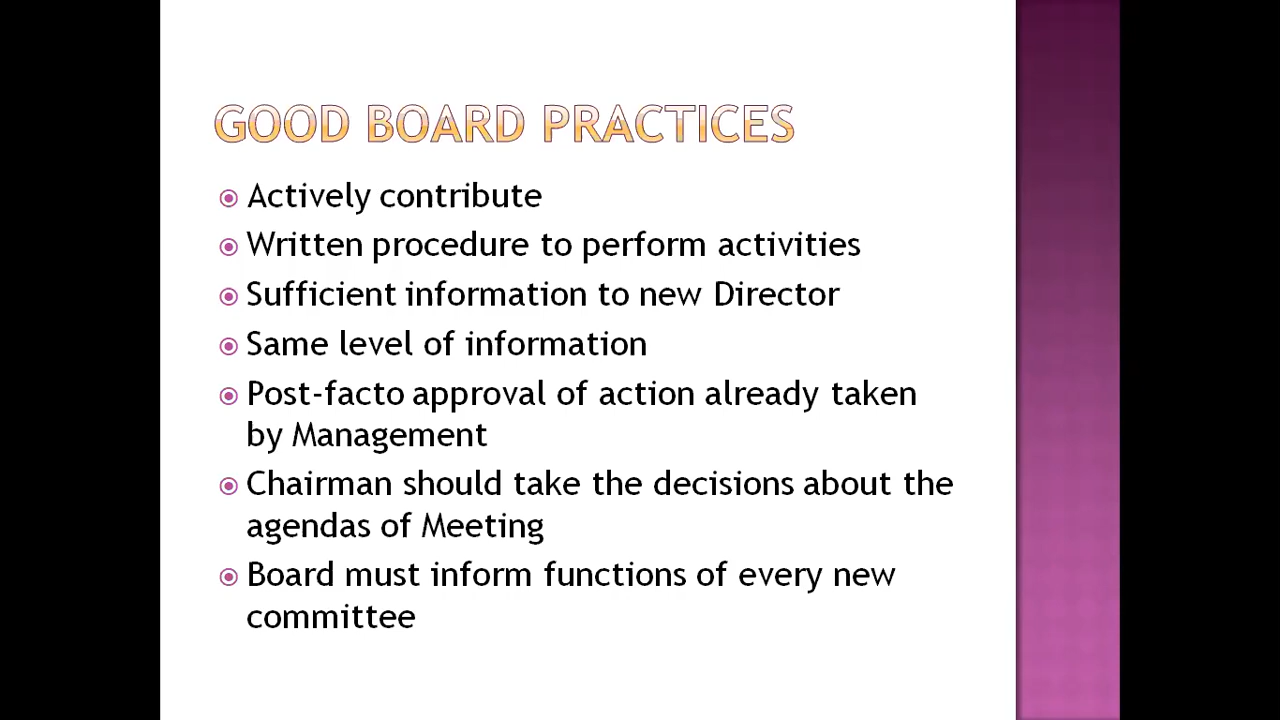 GOOD BOARD PRACTICES
Actively contribute
Written procedure to perform activities
Sufficient information to new Director
Same level of information
Post-facto approval of action already taken
by Management
Chairman should take the decisions about the
agendas of Meeting
Board must inform functions of every new
committee